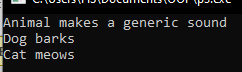 Animal makes a generic sound
Dog barks
Cat meows